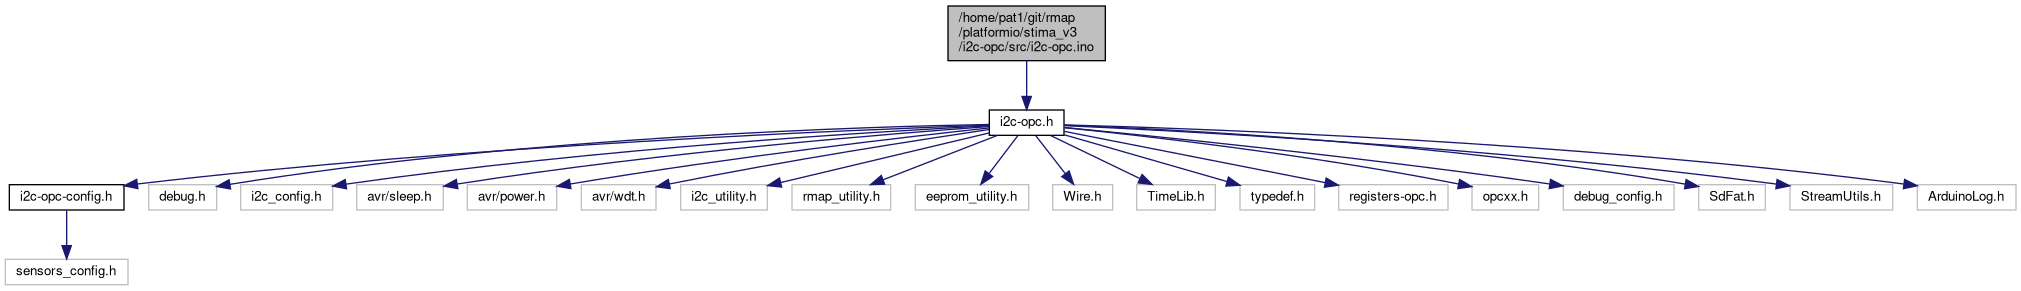 /home/pat1/git/rmap
/platformio/stima_v3
/i2c-opc/src/i2c-opc.ino
i2c-opc.h
i2c-opc-config.h
debug.h
i2c_config.h
avr/sleep.h
avr/power.h
avr/wdt.h
i2c_utility.h
rmap_utility.h
eeprom_utility.h
Wire.h
TimeLib.h
typedef.h
registers-opc.h
opcxx.h
debug_config.h
SdFat.h
StreamUtils.h
ArduinoLog.h
sensors_config.h